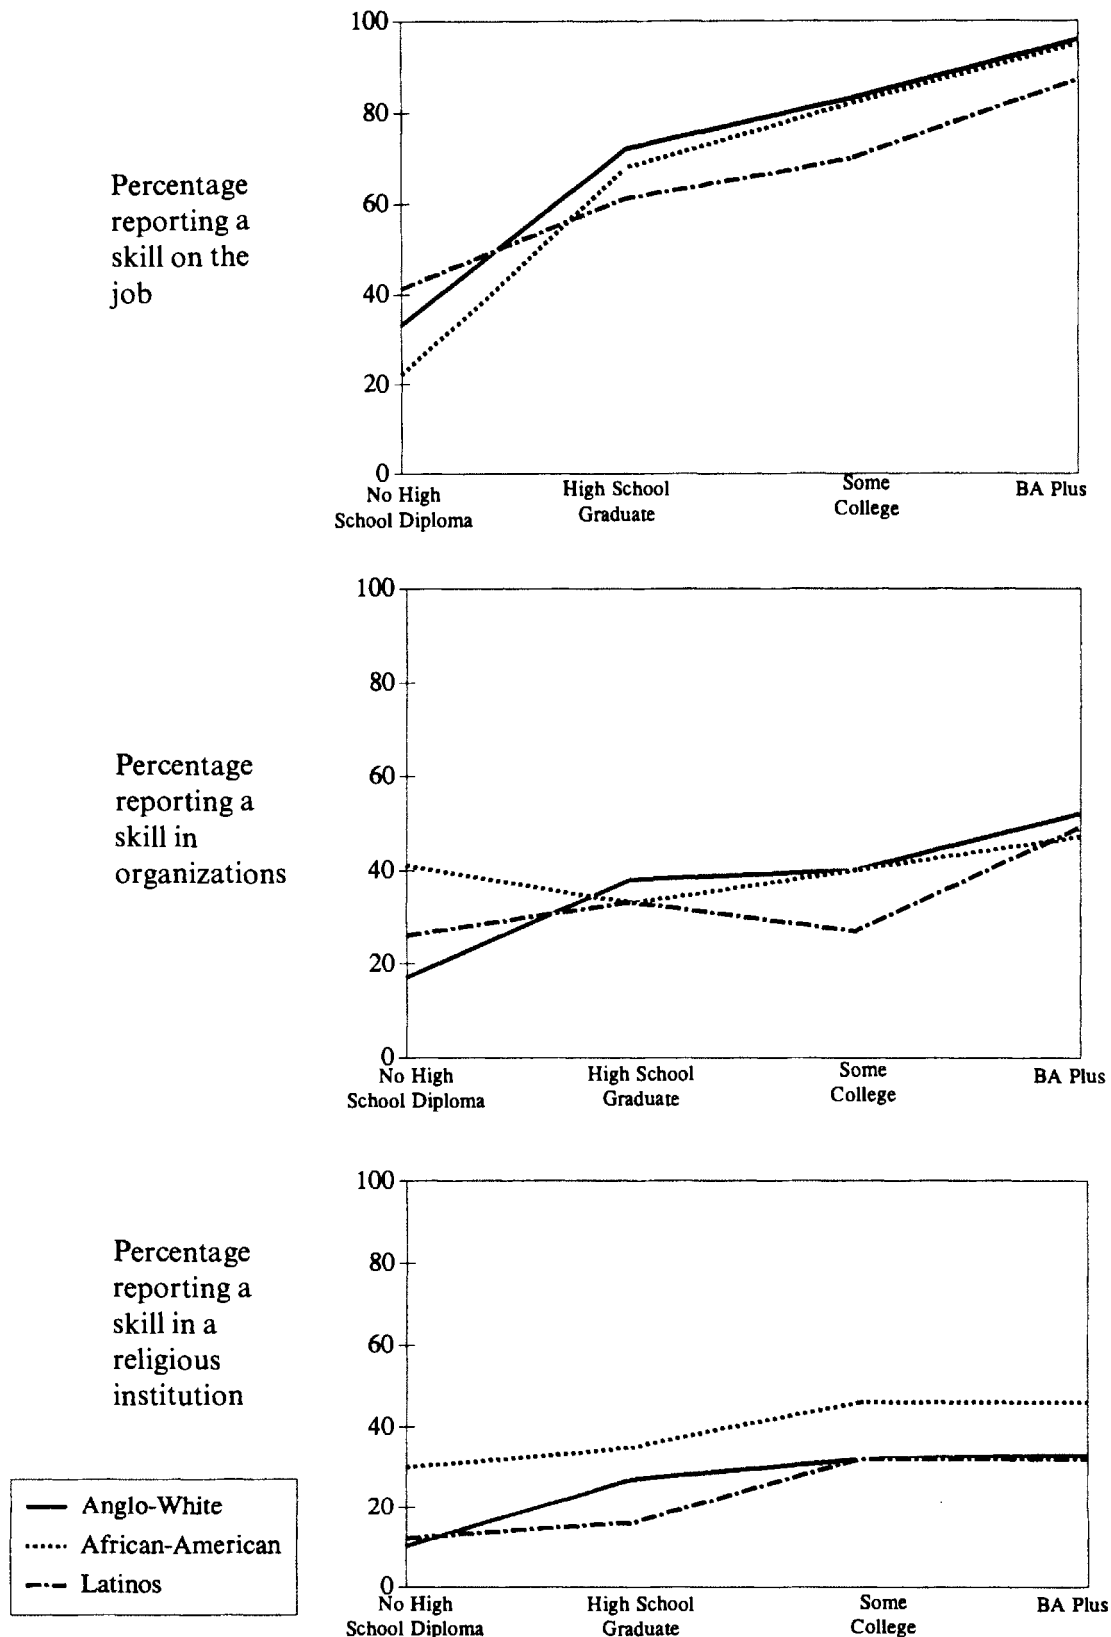 Percentage
reporting a
skill on the
job
100
80
60
40
20
0
No High
School Diploma
High School
Graduate
Some
College
BA Plus
Percentage
reporting a
skill in
organizations
100
80
60
40
20
0
No High
School Diploma
High School
Graduate
Some
College
BA Plus
Percentage
reporting a
skill in a
religious
institution
100
80
60
40
20
0
No High
School Diploma
High School
Graduate
Some
College
BA Plus
Anglo-White
African-American
Latinos